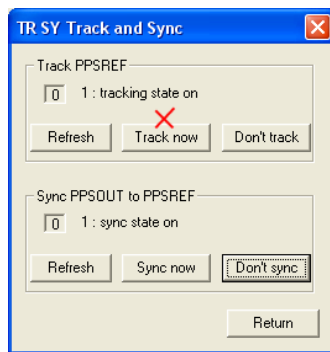 TR SY Track and Sync
Track PPSREF
0 1 : tracking state on
Refresh Track now Don't track
Sync PPSOUT to PPSREF
0 1 : sync state on
Refresh Sync now Don't sync
Return